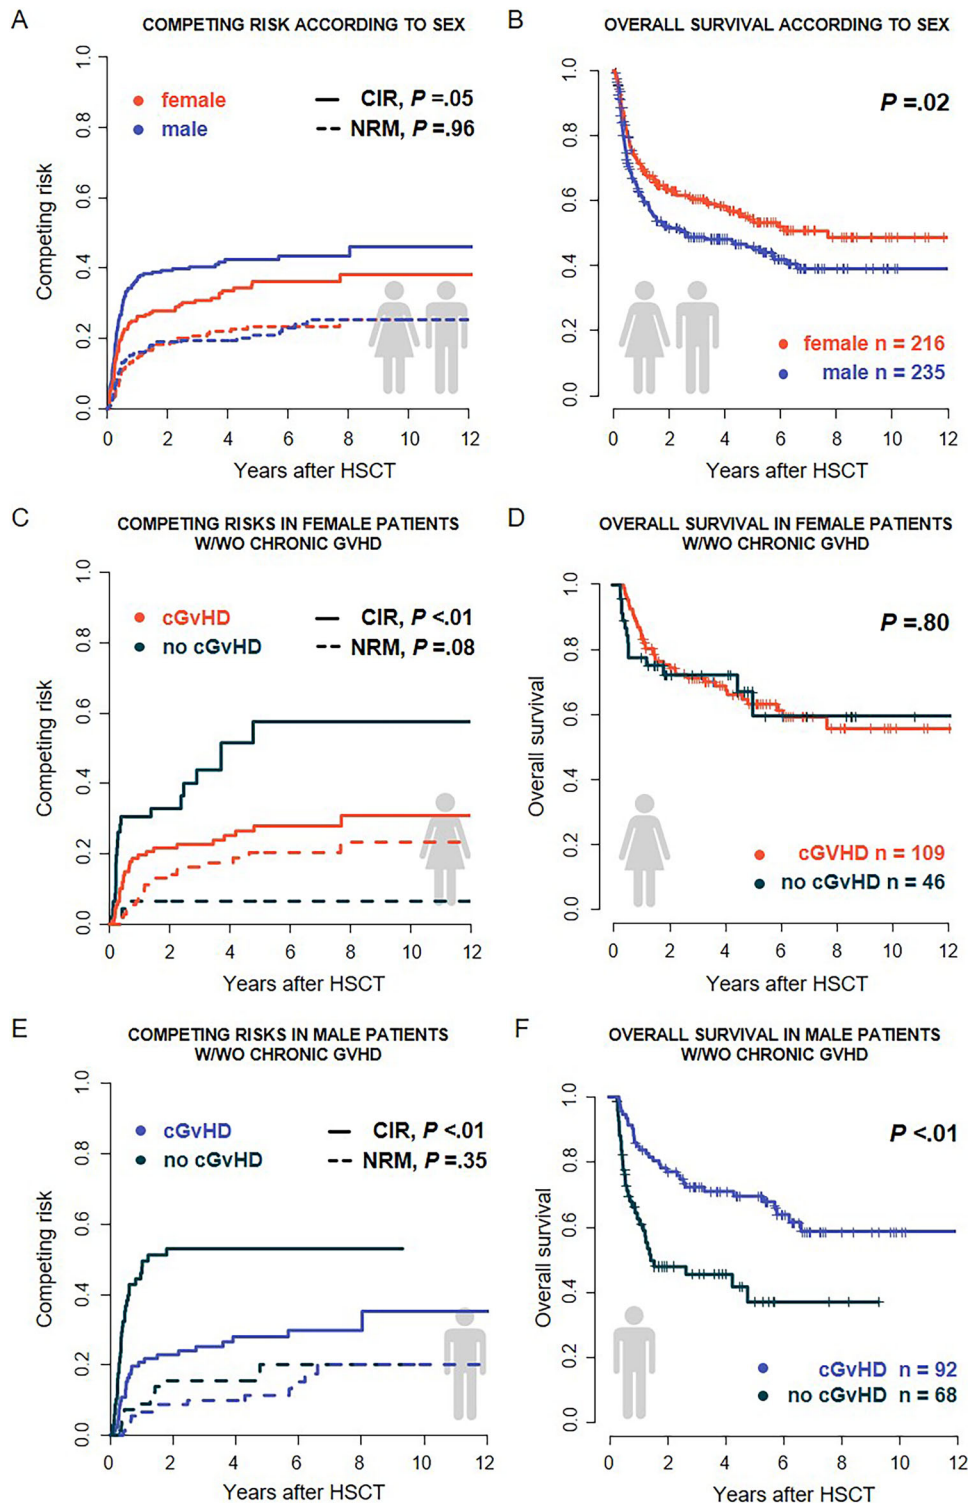 A
COMPETING RISK ACCORDING TO SEX
Competing risk
0.0 0.2 0.4 0.6 0.8 1.0
female
male
CIR, P =.05
NRM, P =.96
0 2 4 6 8 10 12
Years after HSCT
B
OVERALL SURVIVAL ACCORDING TO SEX
Overall survival
0.0 0.2 0.4 0.6 0.8 1.0
P =.02
female n = 216
male n = 235
0 2 4 6 8 10 12
Years after HSCT
C
COMPETING RISKS IN FEMALE PATIENTS
W/WO CHRONIC GVHD
Competing risk
0.0 0.2 0.4 0.6 0.8 1.0
cGvHD
no cGvHD
CIR, P <.01
NRM, P =.08
0 2 4 6 8 10 12
Years after HSCT
D
OVERALL SURVIVAL IN FEMALE PATIENTS
W/WO CHRONIC GVHD
Overall survival
0.0 0.2 0.4 0.6 0.8 1.0
P =.80
cGVHD n = 109
no cGvHD n = 46
0 2 4 6 8 10 12
Years after HSCT
E
COMPETING RISKS IN MALE PATIENTS
W/WO CHRONIC GVHD
Competing risk
0.0 0.2 0.4 0.6 0.8 1.0
cGvHD
no cGvHD
CIR, P <.01
NRM, P =.35
0 2 4 6 8 10 12
Years after HSCT
F
OVERALL SURVIVAL IN MALE PATIENTS
W/WO CHRONIC GVHD
Overall survival
0.0 0.2 0.4 0.6 0.8 1.0
P <.01
cGvHD n = 92
no cGvHD n = 68
0 2 4 6 8 10 12
Years after HSCT